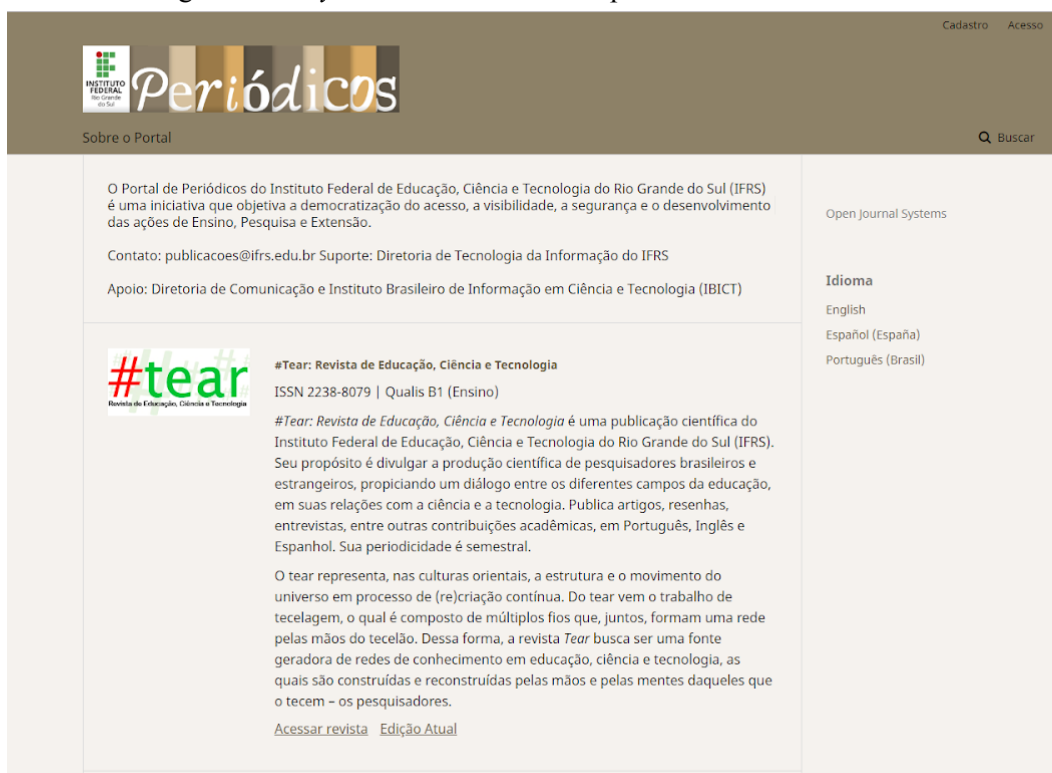 Cadastro Acesso
INSTITUTO
FEDERAL
Rio Grande
do Sul
Periódicos
Sobre o Portal
Buscar
O Portal de Periódicos do Instituto Federal de Educação, Ciência e Tecnologia do Rio Grande do Sul (IFRS)
é uma iniciativa que objetiva a democratização do acesso, a visibilidade, a segurança e o desenvolvimento
das ações de Ensino, Pesquisa e Extensão.
Contato: publicacoes@ifrs.edu.br Suporte: Diretoria de Tecnologia da Informação do IFRS
Apoio: Diretoria de Comunicação e Instituto Brasileiro de Informação em Ciência e Tecnologia (IBICT)
Open Journal Systems
Idioma
English
Español (España)
Português (Brasil)
#tear
Revista de Educação, Ciência e Tecnologia
#Tear: Revista de Educação, Ciência e Tecnologia
ISSN 2238-8079 | Qualis B1 (Ensino)
#Tear: Revista de Educação, Ciência e Tecnologia é uma publicação científica do
Instituto Federal de Educação, Ciência e Tecnologia do Rio Grande do Sul (IFRS).
Seu propósito é divulgar a produção científica de pesquisadores brasileiros e
estrangeiros, propiciando um diálogo entre os diferentes campos da educação,
em suas relações com a ciência e a tecnologia. Publica artigos, resenhas,
entrevistas, entre outras contribuições acadêmicas, em Português, Inglês e
Espanhol. Sua periodicidade é semestral.
O tear representa, nas culturas orientais, a estrutura e o movimento do
universo em processo de (re)criação contínua. Do tear vem o trabalho de
tecelagem, o qual é composto de múltiplos fios que, juntos, formam uma rede
pelas mãos do tecelão. Dessa forma, a revista Tear busca ser uma fonte
geradora de redes de conhecimento em educação, ciência e tecnologia, as
quais são construídas e reconstruídas pelas mãos e pelas mentes daqueles que
o tecem – os pesquisadores.
Acessar revista Edição Atual